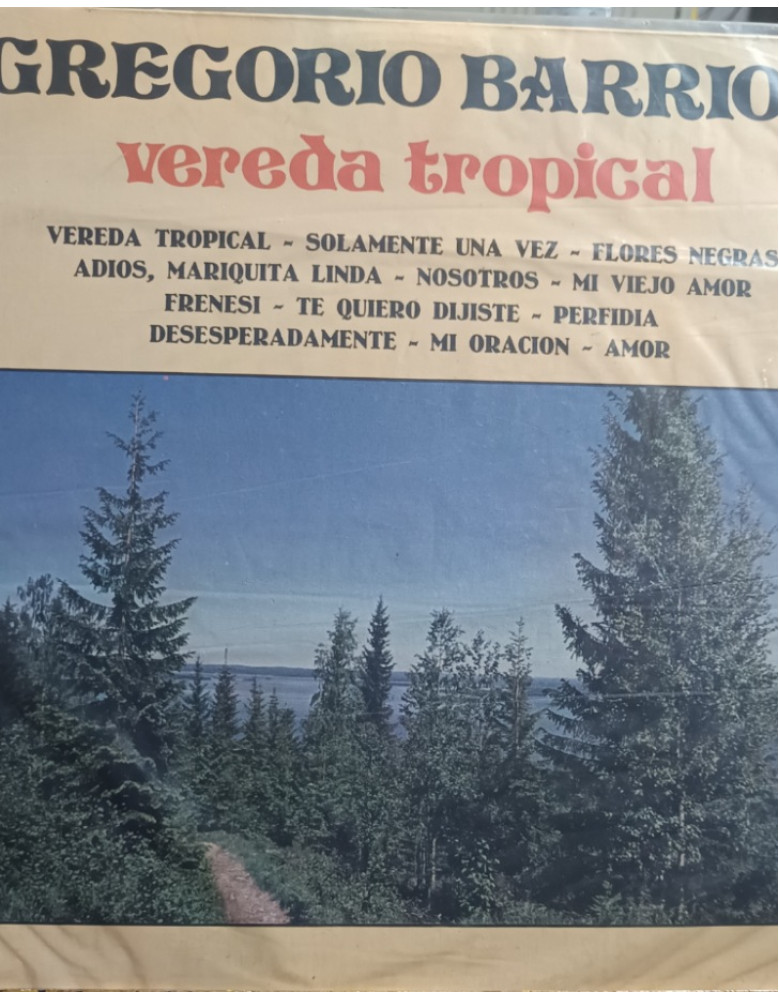 GREGORIO BARRIO
vereda tropical
VEREDA TROPICAL ~ SOLAMENTE UNA VEZ ~ FLORES NEGRAS
ADIOS, MARIQUITA LINDA ~ NOSOTROS ~ MI VIEJO AMOR
FRENESI ~ TE QUIERO DIJISTE ~ PERFIDIA
DESESPERADAMENTE ~ MI ORACION ~ AMOR